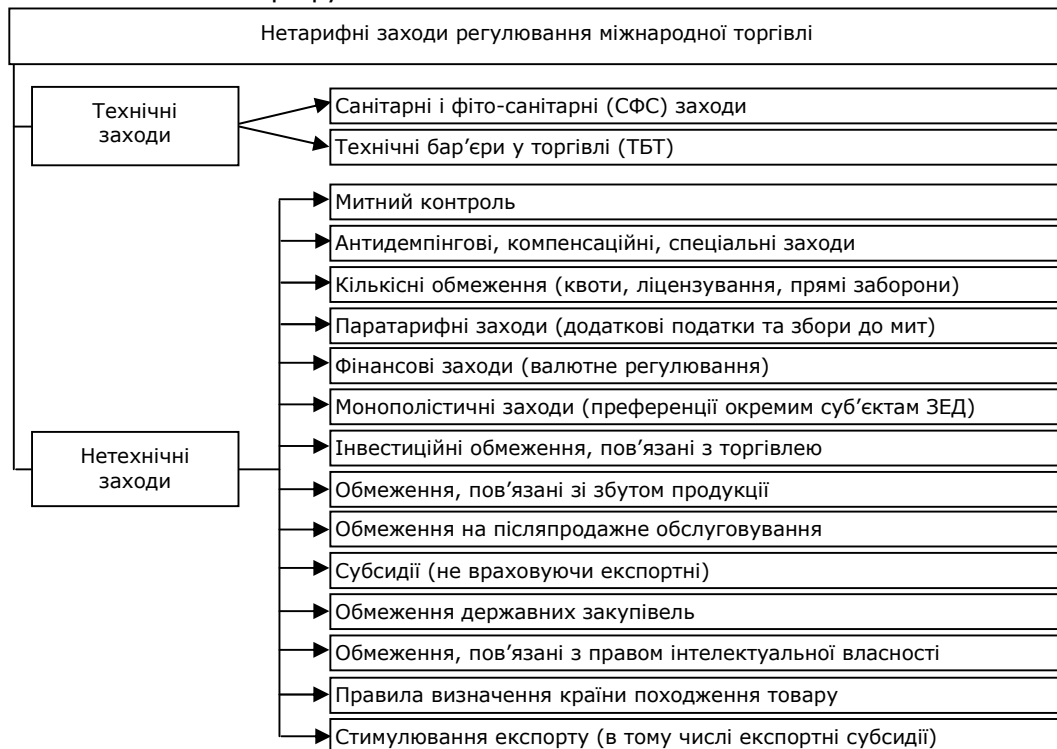 Нетарифні заходи регулювання міжнародної торгівлі
Технічні
заходи
Санітарні і фіто-санітарні (СФС) заходи
Технічні бар’єри у торгівлі (ТБТ)
Нетехнічні
заходи
Митний контроль
Антидемпінгові, компенсаційні, спеціальні заходи
Кількісні обмеження (квоти, ліцензування, прямі заборони)
Паратарифні заходи (додаткові податки та збори до мит)
Фінансові заходи (валютне регулювання)
Монополістичні заходи (преференції окремим суб’єктам ЗЕД)
Інвестиційні обмеження, пов’язані з торгівлею
Обмеження, пов’язані зі збутом продукції
Обмеження на післяпродажне обслуговування
Субсидії (не враховуючи експортні)
Обмеження державних закупівель
Обмеження, пов’язані з правом інтелектуальної власності
Правила визначення країни походження товару
Стимулювання експорту (в тому числі експортні субсидії)